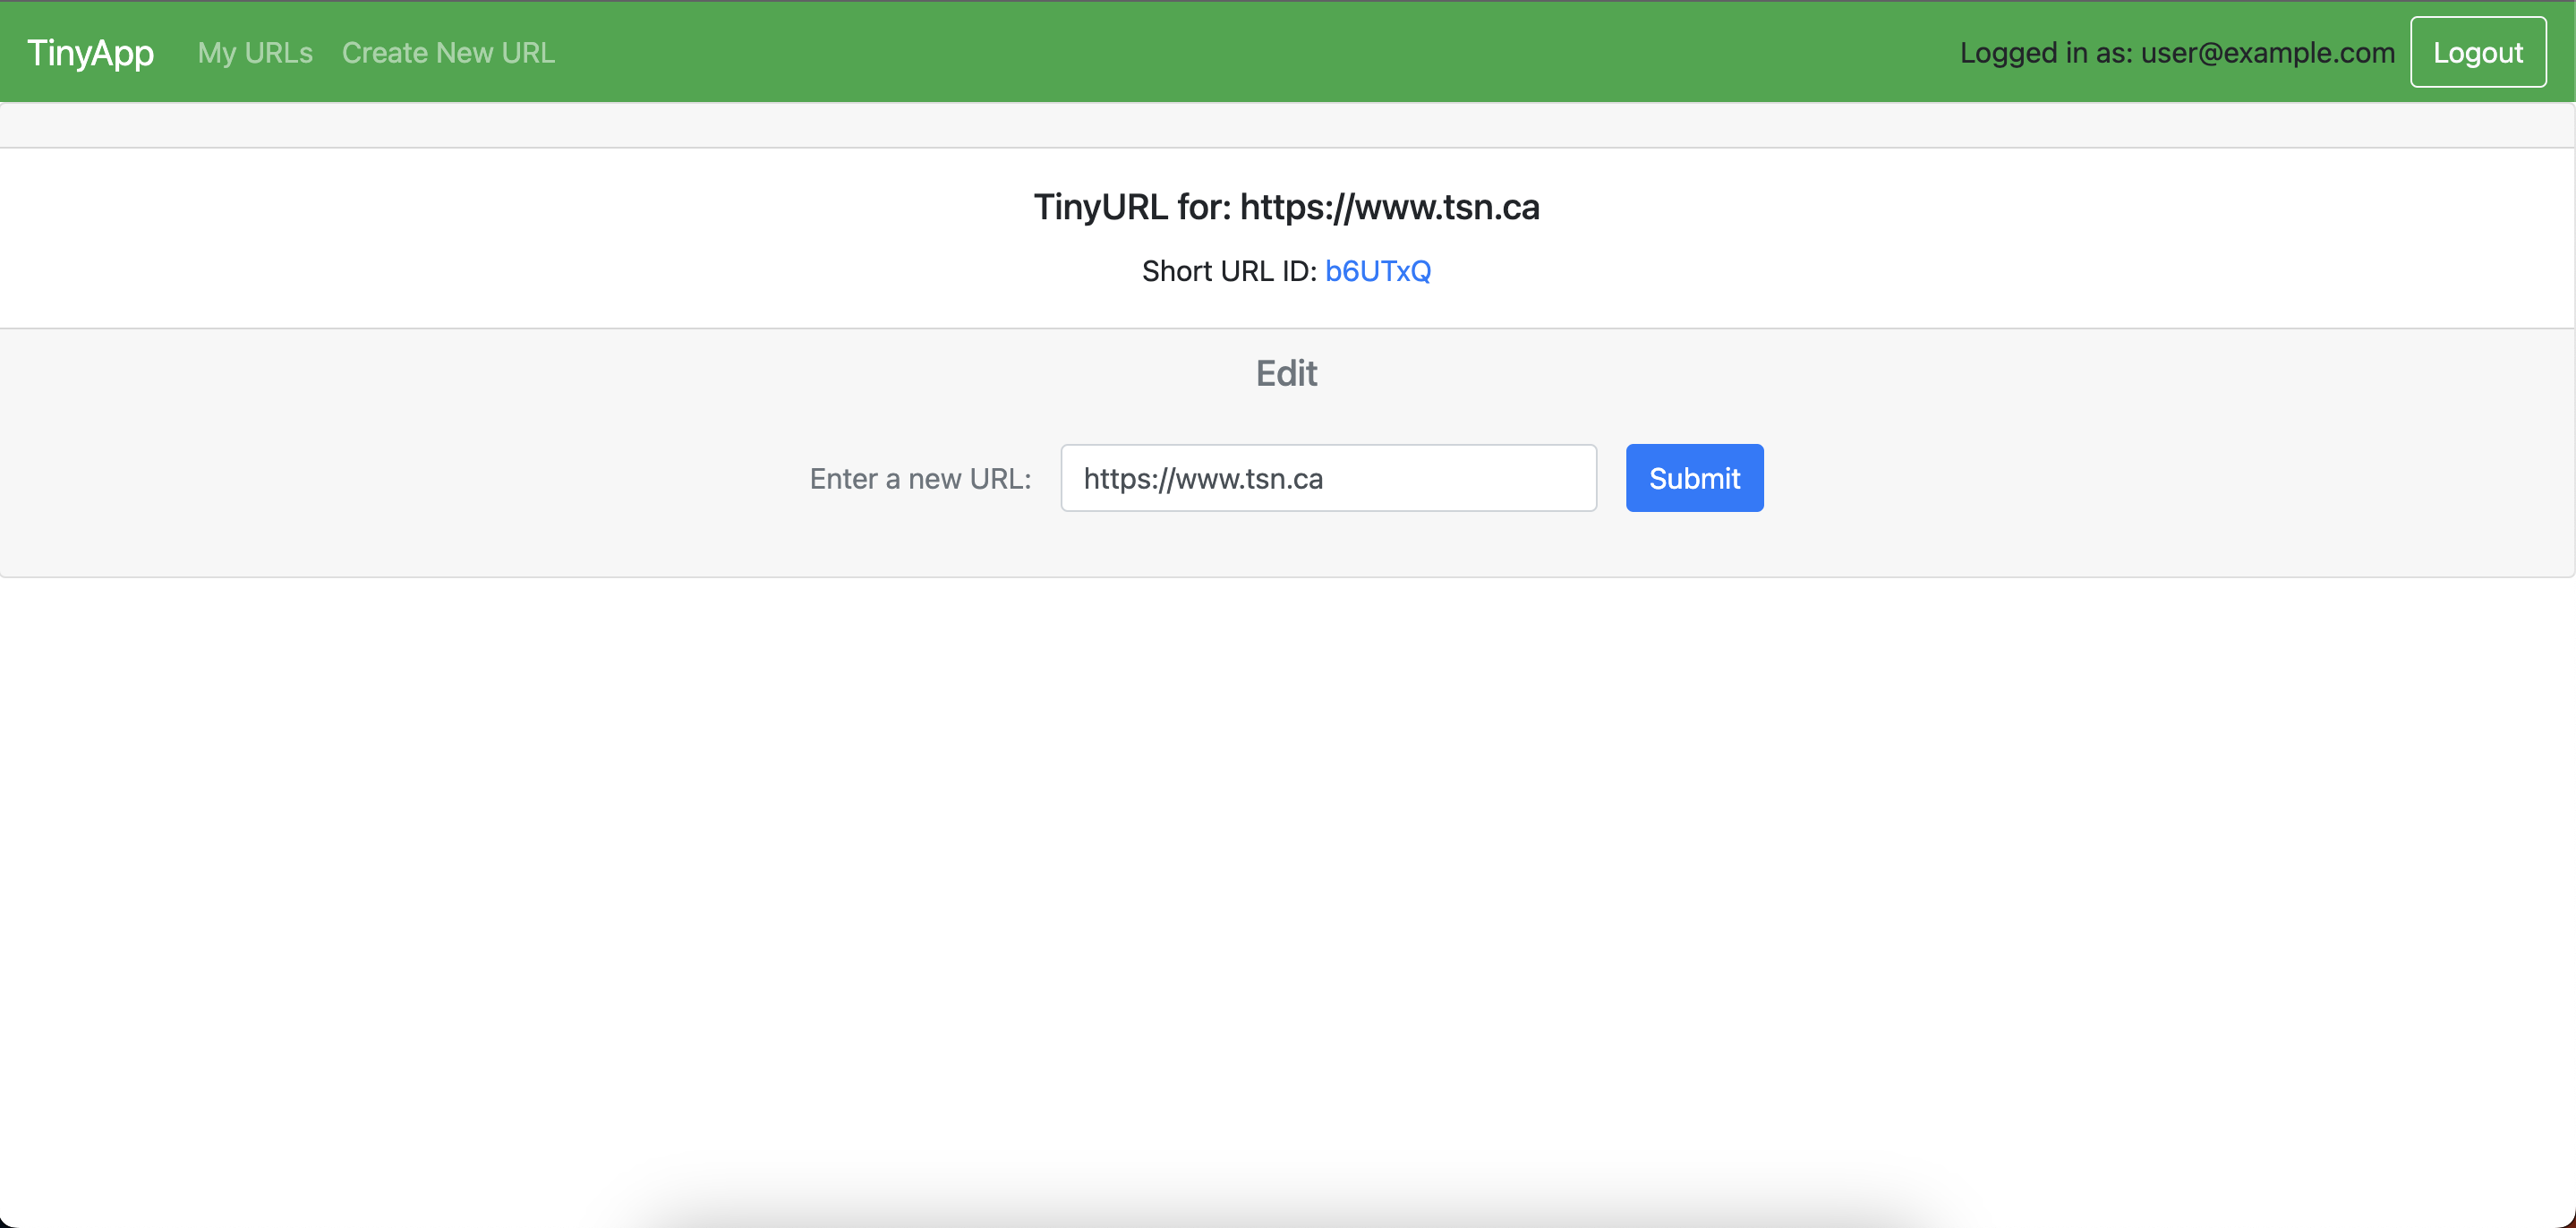 TinyApp My URLs Create New URL Logged in as: user@example.com Logout
TinyURL for: https://www.tsn.ca
Short URL ID: b6UTxQ
Edit
Enter a new URL: https://www.tsn.ca Submit